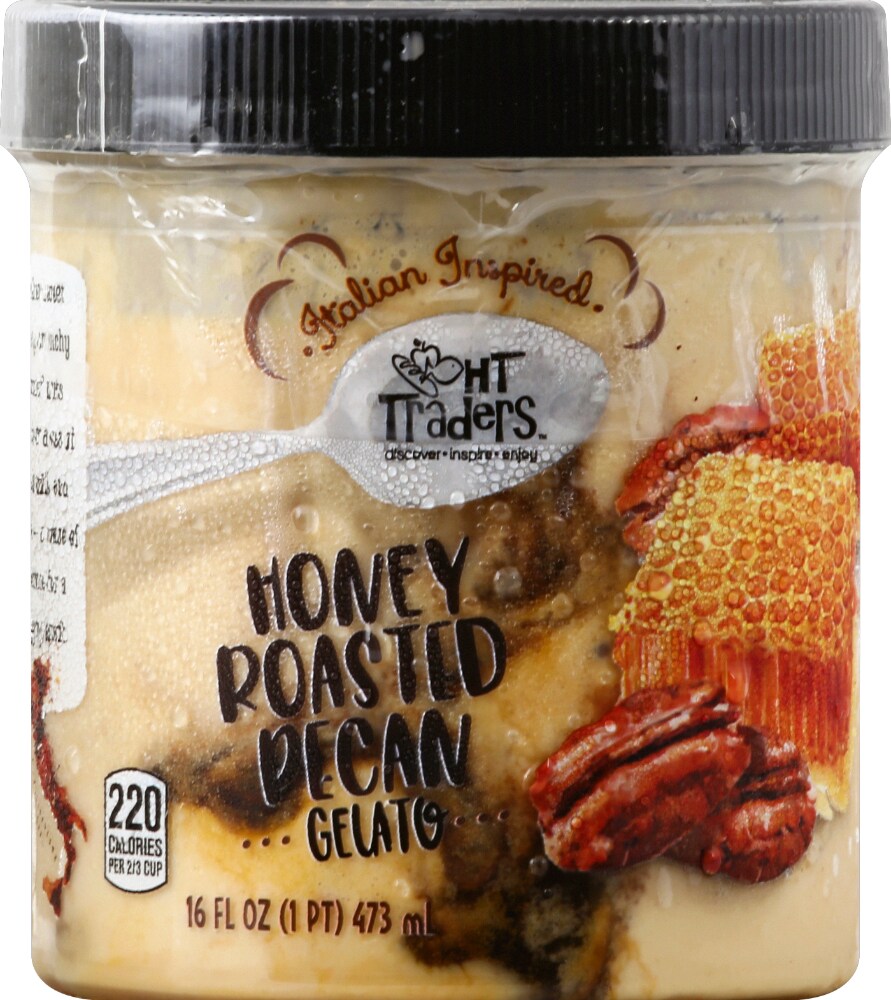 Italian Inspired.
HT
Traders™
discover • inspire • enjoy
HONEY
ROASTED
PECAN
... GELATO ...
220
CALORIES
PER 2/3 CUP
16 FL OZ (1 PT) 473 mL